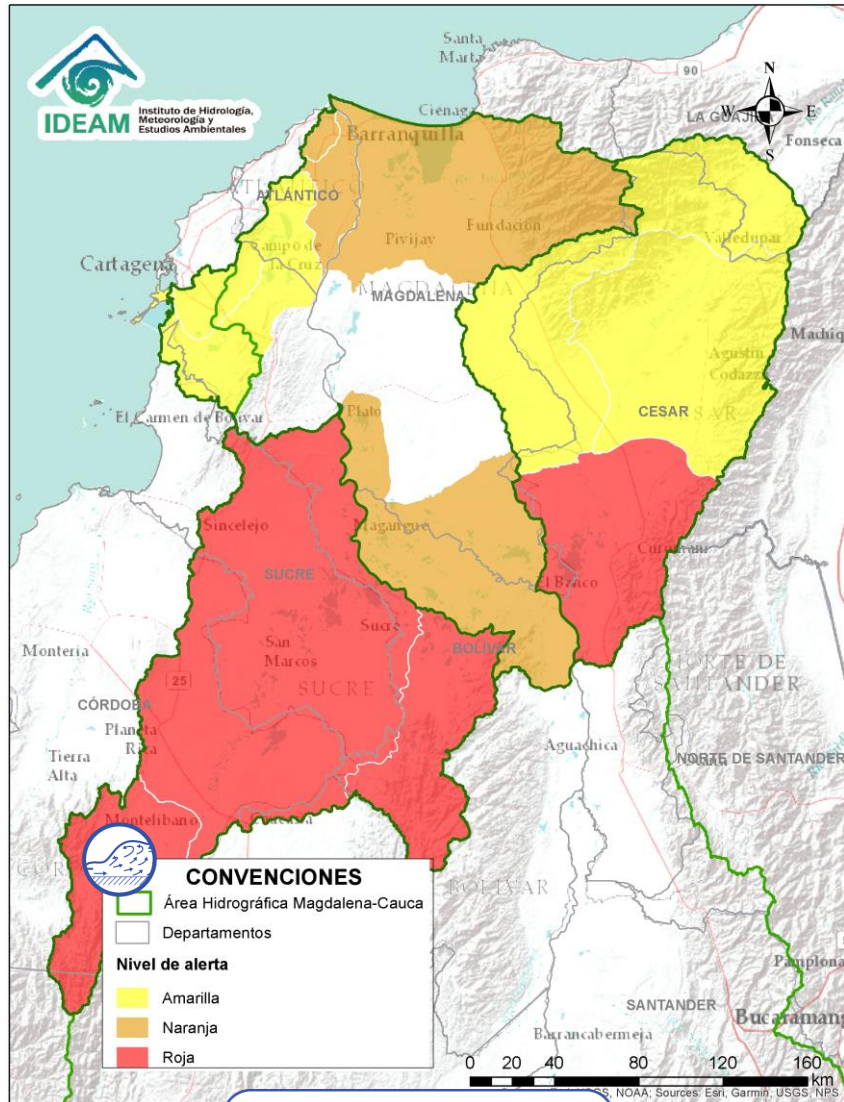 IDEAM
Instituto de Hidrología,
Meteorología y
Estudios Ambientales
Santa
Marta
90
N
W
E
S
Ciénaga
LA GUAJIRA
Fonseca
Barranquilla
ATLÁNTICO
Pivijay
Fundación
Valledupar
Campo de
la Cruz
Cartagena
MAGDALENA
MAGDALENA
Agustín
Codazzi
El Carmen de Bolívar
Plato
CESAR
Sincelejo
Magangué
Curumaní
SUCRE
El Banco
Sucre
San
Marcos
BOLÍVAR
Montería
25
SUCRE
NORTE DE
SANTANDER
CÓRDOBA
Planeta
Rica
Aguachica
Tierra
Alta
NORTE DE SANTANDER
Montelíbano
BOLÍVAR
CONVENCIONES
Área Hidrográfica Magdalena-Cauca
Departamentos
Nivel de alerta
Amarilla
Naranja
Roja
Pamplona
SANTANDER
Barrancabermeja
0 20 40 80 120 160
km
NOAA; Sources: Esri, Garmin, USGS, NPS